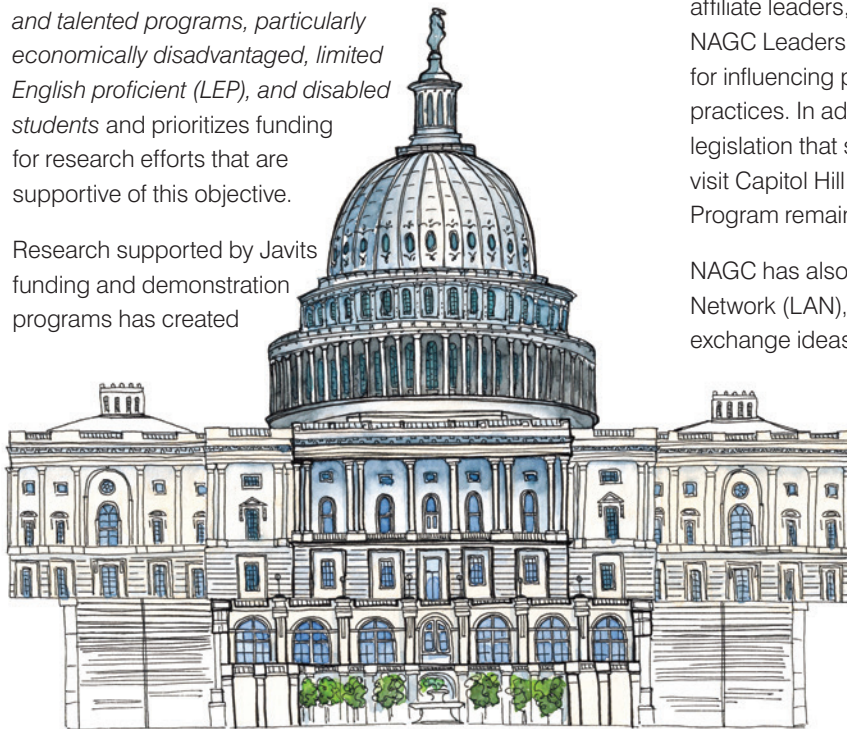 and talented programs, particularly
economically disadvantaged, limited
English proficient (LEP), and disabled
students and prioritizes funding
for research efforts that are
supportive of this objective.
Research supported by Javits
funding and demonstration
programs has created
affiliate leaders,
NAGC Leaders
for influencing p
practices. In ad
legislation that s
visit Capitol Hill
Program remain
NAGC has also
Network (LAN),
exchange ideas